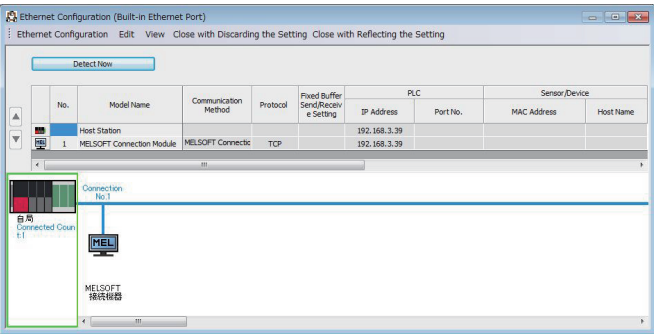 Ethernet Configuration (Built-in Ethernet Port)
Ethernet Configuration Edit View Close with Discarding the Setting Close with Reflecting the Setting
Detect Now
No. Model Name Communication Method Protocol Fixed Buffer Send/Receiv e Setting PLC Sensor/Device
IP Address Port No. MAC Address Host Name
Host Station 192.168.3.39
1 MELSOFT Connection Module MELSOFT Connectic TCP 192.168.3.39
Connection
No.1
自局
Connected Coun
t:1
MEL
MELSOFT
接続機器